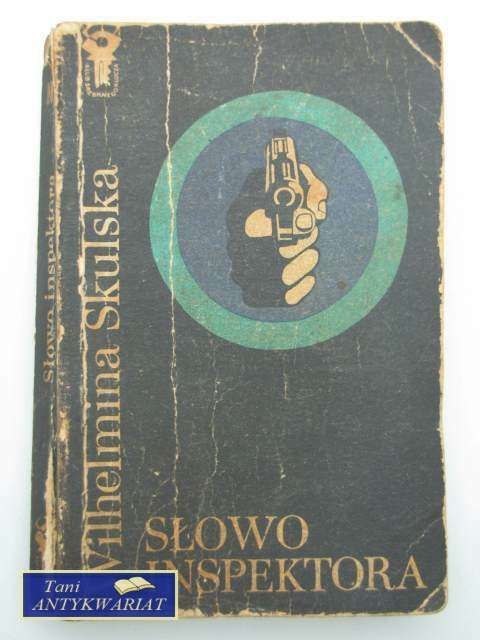 Słowo inspektora
Wilhelmina Skulska
SŁOWO
INSPEKTORA
Tani
ANTYKWARIAT